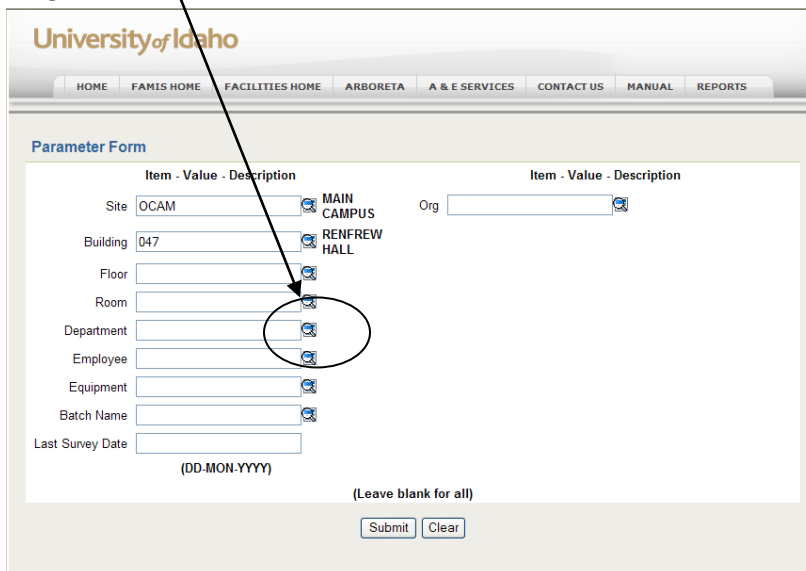 University of Idaho
HOME FAMIS HOME FACILITIES HOME ARBORETA A & E SERVICES CONTACT US MANUAL REPORTS
Parameter Form
Item - Value - Description Item - Value - Description
Site OCAM MAIN CAMPUS Org
Building 047 RENFREW HALL
Floor
Room
Department
Employee
Equipment
Batch Name
Last Survey Date
(DD-MON-YYYY)
(Leave blank for all)
Submit Clear